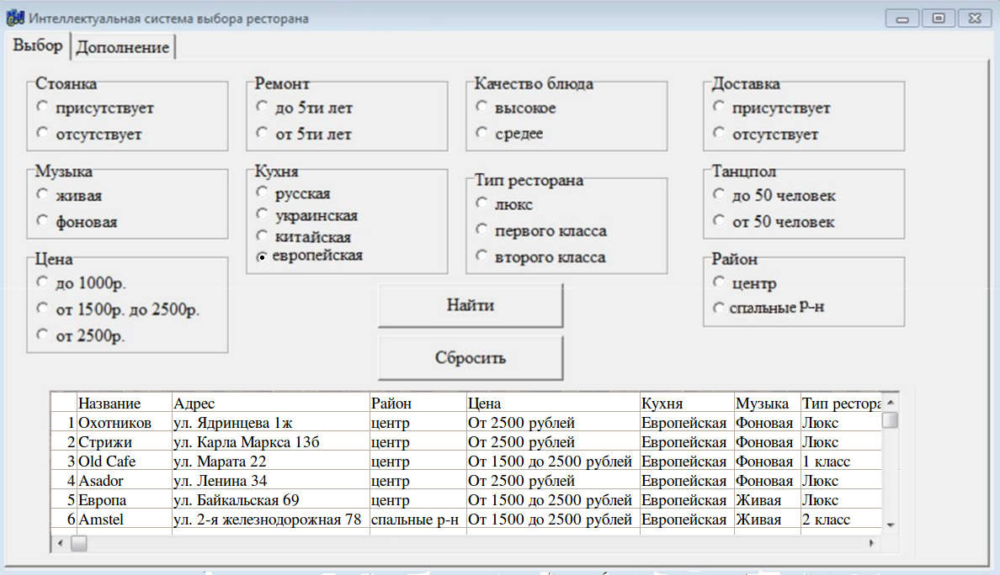 Интеллектуальная система выбора ресторана
Выбор Дополнение
Стоянка
присутствует
отсутствует
Ремонт
до 5ти лет
от 5ти лет
Качество блюда
высокое
средее
Доставка
присутствует
отсутствует
Музыка
живая
фоновая
Кухня
русская
украинская
китайская
европейская
Тип ресторана
люкс
первого класса
второго класса
Танцпол
до 50 человек
от 50 человек
Цена
до 1000р.
от 1500р. до 2500р.
от 2500р.
Район
центр
спальные р-н
Найти
Сбросить
Название Адрес Район Цена Кухня Музыка Тип рестора
1 Охотников ул. Ядринцева 1ж центр От 2500 рублей Европейская Фоновая Люкс
2 Стрижи ул. Карла Маркса 13б центр От 2500 рублей Европейская Фоновая Люкс
3 Old Cafe ул. Марата 22 центр От 1500 до 2500 рублей Европейская Фоновая 1 класс
4 Asador ул. Ленина 34 центр От 2500 рублей Европейская Фоновая Люкс
5 Европа ул. Байкальская 69 центр От 1500 до 2500 рублей Европейская Живая Люкс
6 Amstel ул. 2-я железнодорожная 78 спальные р-н От 1500 до 2500 рублей Европейская Живая 2 класс